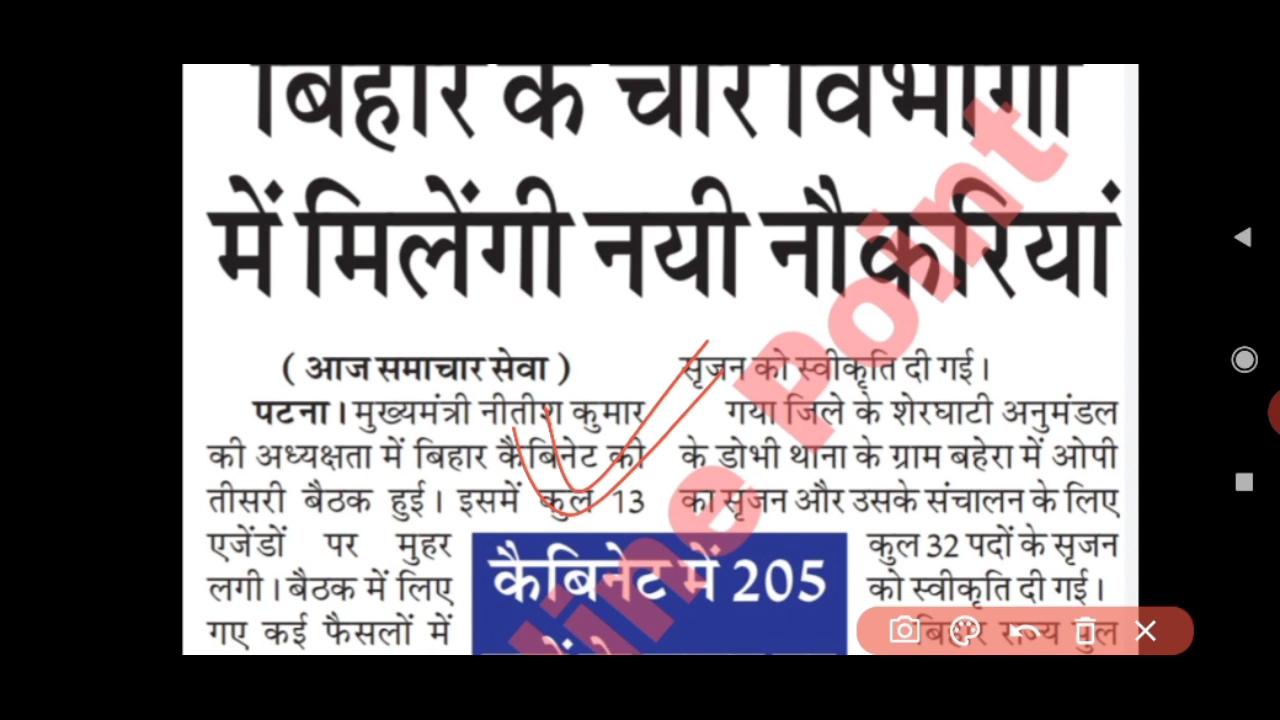 बिहार के चार विभागों
में मिलेंगी नयी नौकरियां
( आज समाचार सेवा )
पटना। मुख्यमंत्री नीतीश कुमार
की अध्यक्षता में बिहार कैबिनेट की
तीसरी बैठक हुई। इसमें कुल 13
एजेंडों पर मुहर
लगी। बैठक में लिए
गए कई फैसलों में
कैबिनेट में 205
सृजन को स्वीकृति दी गई।
गया जिले के शेरघाटी अनुमंडल
के डोभी थाना के ग्राम बहेरा में ओपी
का सृजन और उसके संचालन के लिए
कुल 32 पदों के सृजन
को स्वीकृति दी गई।
बिहार राज्य पुल
line Point